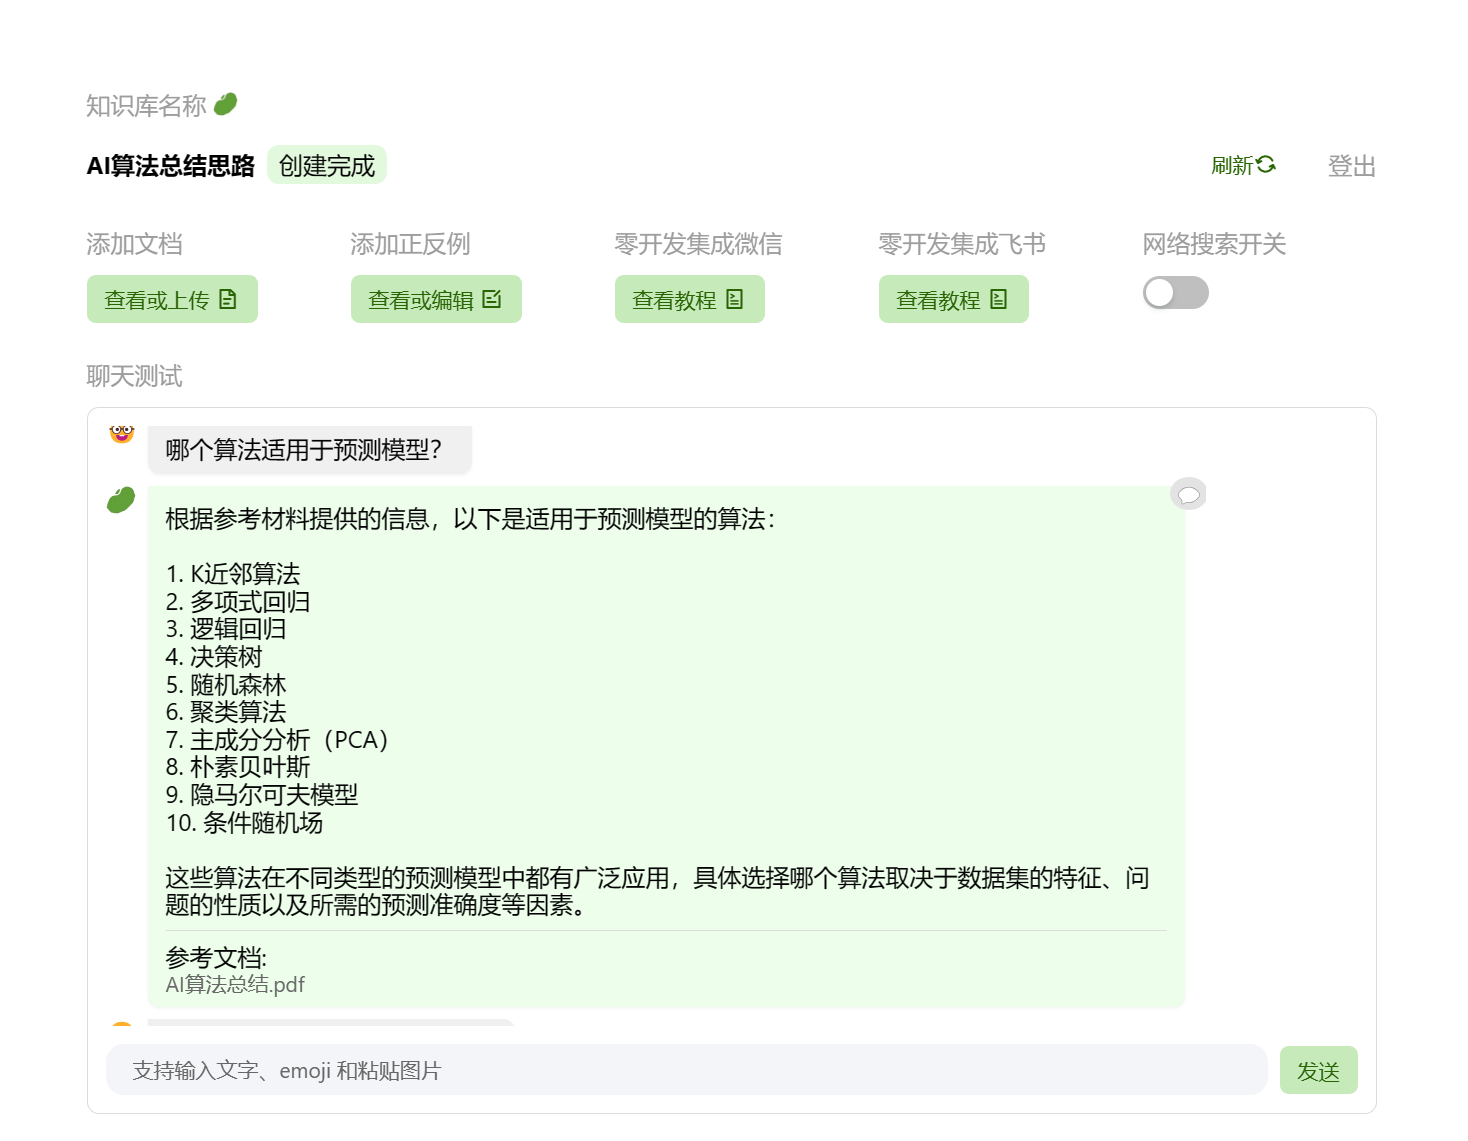 知识库名称
AI算法总结思路 创建完成 刷新 登出
添加文档 添加正反例 零开发集成微信 零开发集成飞书 网络搜索开关
查看或上传 查看或编辑 查看教程 查看教程
聊天测试
哪个算法适用于预测模型？
根据参考材料提供的信息，以下是适用于预测模型的算法：
1. K近邻算法
2. 多项式回归
3. 逻辑回归
4. 决策树
5. 随机森林
6. 聚类算法
7. 主成分分析（PCA）
8. 朴素贝叶斯
9. 隐马尔可夫模型
10. 条件随机场
这些算法在不同类型的预测模型中都有广泛应用，具体选择哪个算法取决于数据集的特征、问
题的性质以及所需的预测准确度等因素。
参考文档:
AI算法总结.pdf
支持输入文字、emoji 和粘贴图片 发送